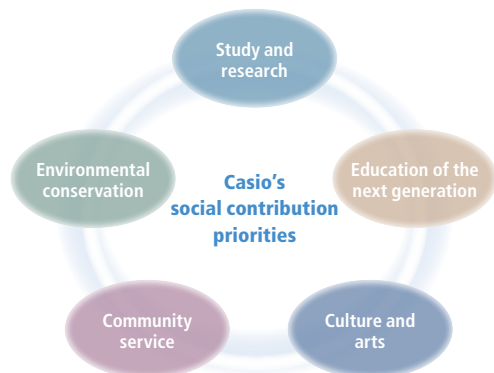 Study and
research
Environmental
conservation
Education of the
next generation
Casio's
social contribution
priorities
Community
service
Culture and
arts